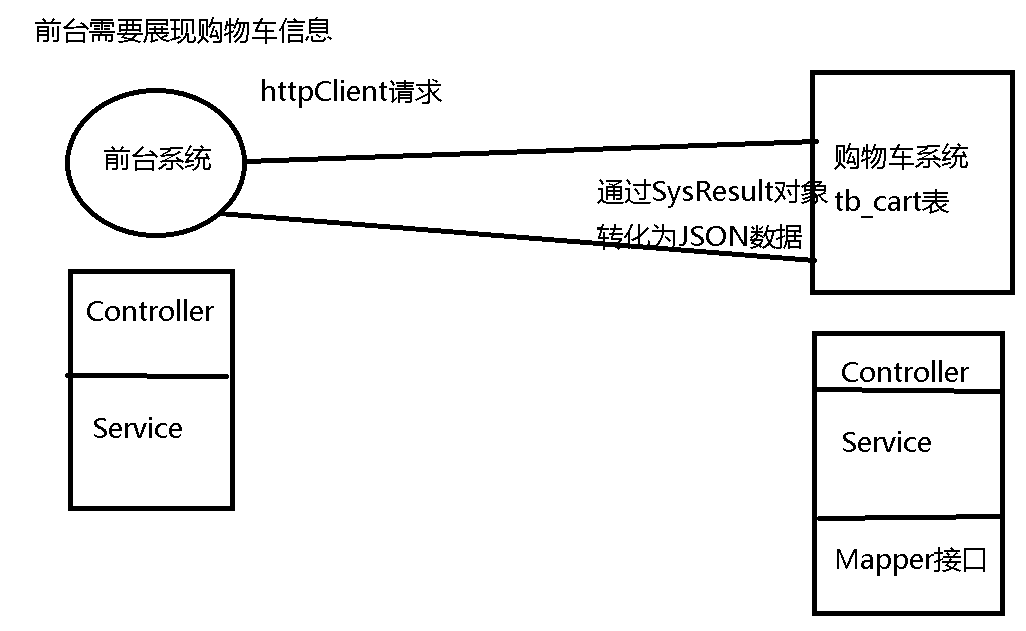 前台需要展现购物车信息
httpClient请求
前台系统
购物车系统
tb_cart表
通过SysResult对象
转化为JSON数据
Controller
Service
Controller
Service
Mapper接口